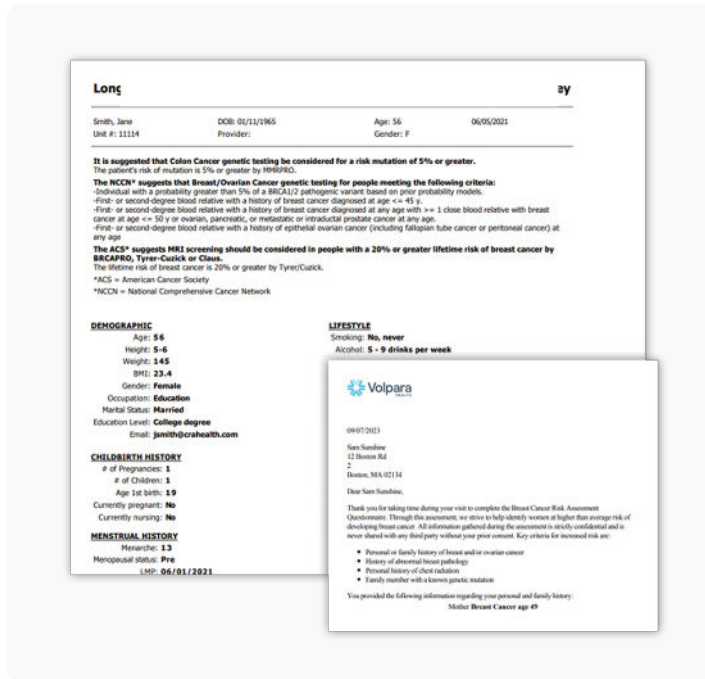 Long
ey
Smith, Jane DOB: 01/11/1965 Age: 56 06/05/2021
Unit #: 11114 Provider: Gender: F
It is suggested that Colon Cancer genetic testing be considered for a risk mutation of 5% or greater.
The patient's risk of mutation is 5% or greater by MMRPRO.
The NCCN* suggests that Breast/Ovarian Cancer genetic testing for people meeting the following criteria:
-Individual with a probability greater than 5% of a BRCA1/2 pathogenic variant based on prior probability models.
-First- or second-degree blood relative with a history of breast cancer diagnosed at age <= 45 y.
-First- or second-degree blood relative with a history of breast cancer diagnosed at any age with >= 1 close blood relative with breast
cancer at age <= 50 y or ovarian, pancreatic, or metastatic or intraductal prostate cancer at any age.
-First- or second-degree blood relative with a history of epithelial ovarian cancer (including fallopian tube cancer or peritoneal cancer) at
any age
The ACS* suggests MRI screening should be considered in people with a 20% or greater lifetime risk of breast cancer by
BRCAPRO, Tyrer-Cuzick or Claus.
The lifetime risk of breast cancer is 20% or greater by Tyrer/Cuzick.
*ACS = American Cancer Society
*NCCN = National Comprehensive Cancer Network
DEMOGRAPHIC
Age: 56
Height: 5-6
Weight: 145
BMI: 23.4
Gender: Female
Occupation: Education
Marital Status: Married
Education Level: College degree
Email: jsmith@crahealth.com
CHILDBIRTH HISTORY
# of Pregnancies: 1
# of Children: 1
Age 1st birth: 19
Currently pregnant: No
Currently nursing: No
MENSTRUAL HISTORY
Menarche: 13
Menopausal status: Pre
LMP: 06/01/2021
LIFESTYLE
Smoking: No, never
Alcohol: 5 - 9 drinks per week
Volpara
HEALTH
09/07/2023
Sam Sunshine
12 Boston Rd
2
Boston, MA 02134
Dear Sam Sunshine,
Thank you for taking time during your visit to complete the Breast Cancer Risk Assessment
Questionnaire. Through this assessment, we strive to help identify women at higher than average risk of
developing breast cancer. All information gathered during the assessment is strictly confidential and is
never shared with any third party without your prior consent. Key criteria for increased risk are:
• Personal or family history of breast and/or ovarian cancer
• History of abnormal breast pathology
• Personal history of chest radiation
• Family member with a known genetic mutation
You provided the following information regarding your personal and family history.
Mother Breast Cancer age 49